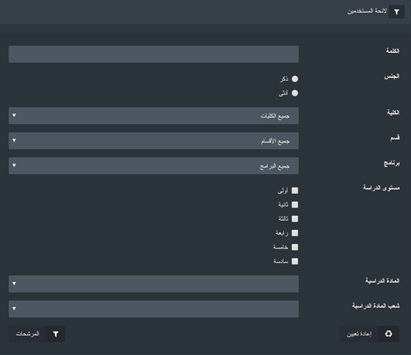 لائحة المستخدمين
الكلمة
الجنس
ذكر
أنثى
الكلية
جميع الكليات
قسم
جميع الأقسام
برنامج
جميع البرامج
مستوى الدراسة
أولى
ثانية
ثالثة
رابعة
خامسة
سادسة
المادة الدراسية
شعب المادة الدراسية
إعادة تعيين
المرشحات